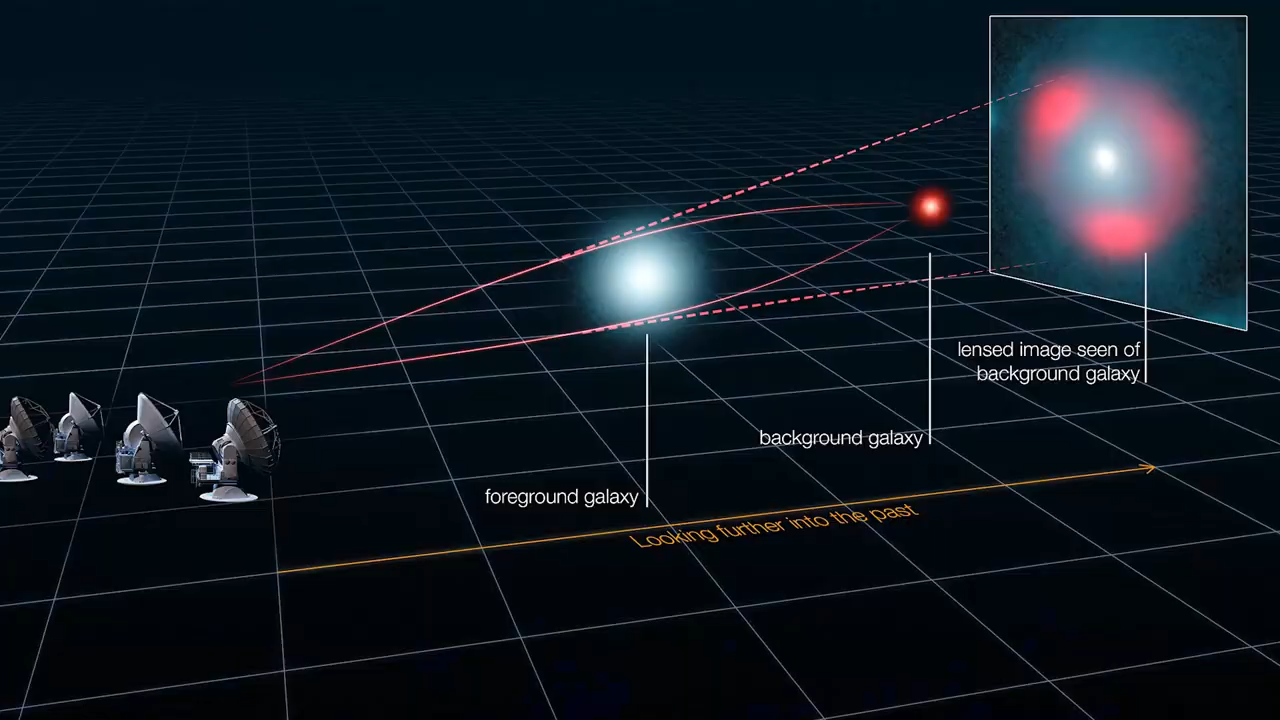 lensed image seen of
background galaxy
background galaxy
foreground galaxy
Looking further into the past